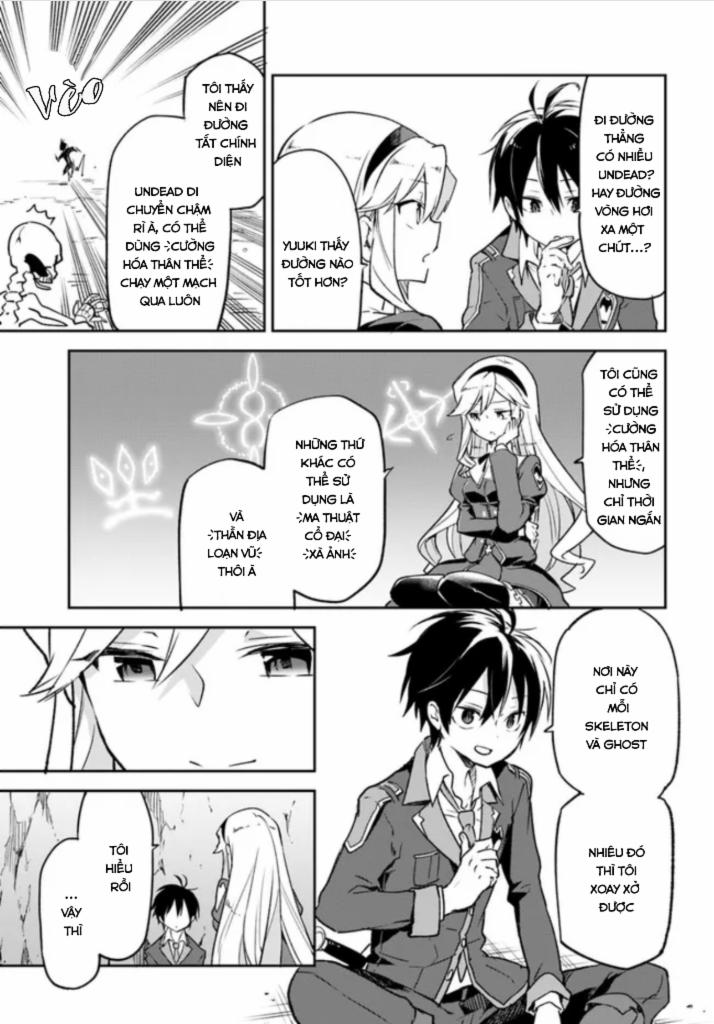 ĐI ĐƯỜNG
THẲNG
CÓ NHIỀU
UNDEAD?
HAY ĐƯỜNG
VÒNG HƠI
XA MỘT
CHÚT...?
YUUKI THẤY
ĐƯỜNG NÀO
TỐT HƠN?
TÔI THẤY
NÊN ĐI
ĐƯỜNG
TẮT CHÍNH
DIỆN
UNDEAD DI
CHUYỂN CHẬM
RÌ À, CÓ THỂ
DÙNG -CƯỜNG
HÓA THÂN THỂ-
CHẠY MỘT MẠCH
QUA LUÔN
VÈO
TÔI CŨNG
CÓ THỂ
SỬ DỤNG
-CƯỜNG
HÓA THÂN
THỂ-,
NHƯNG
CHỈ THỜI
GIAN NGẮN
NHỮNG THỨ
KHÁC CÓ
THỂ SỬ
DỤNG LÀ
-MA THUẬT
CỔ ĐẠI-
-XẠ ẢNH-
VÀ
-THẦN ĐỊA
LOẠN VŨ-
THÔI À
NƠI NÀY
CHỈ CÓ
MỖI
SKELETON
VÀ GHOST
NHIÊU ĐÓ
THÌ TÔI
XOAY XỞ
ĐƯỢC
TÔI
HIỂU
RỒI
...
VẬY
THÌ